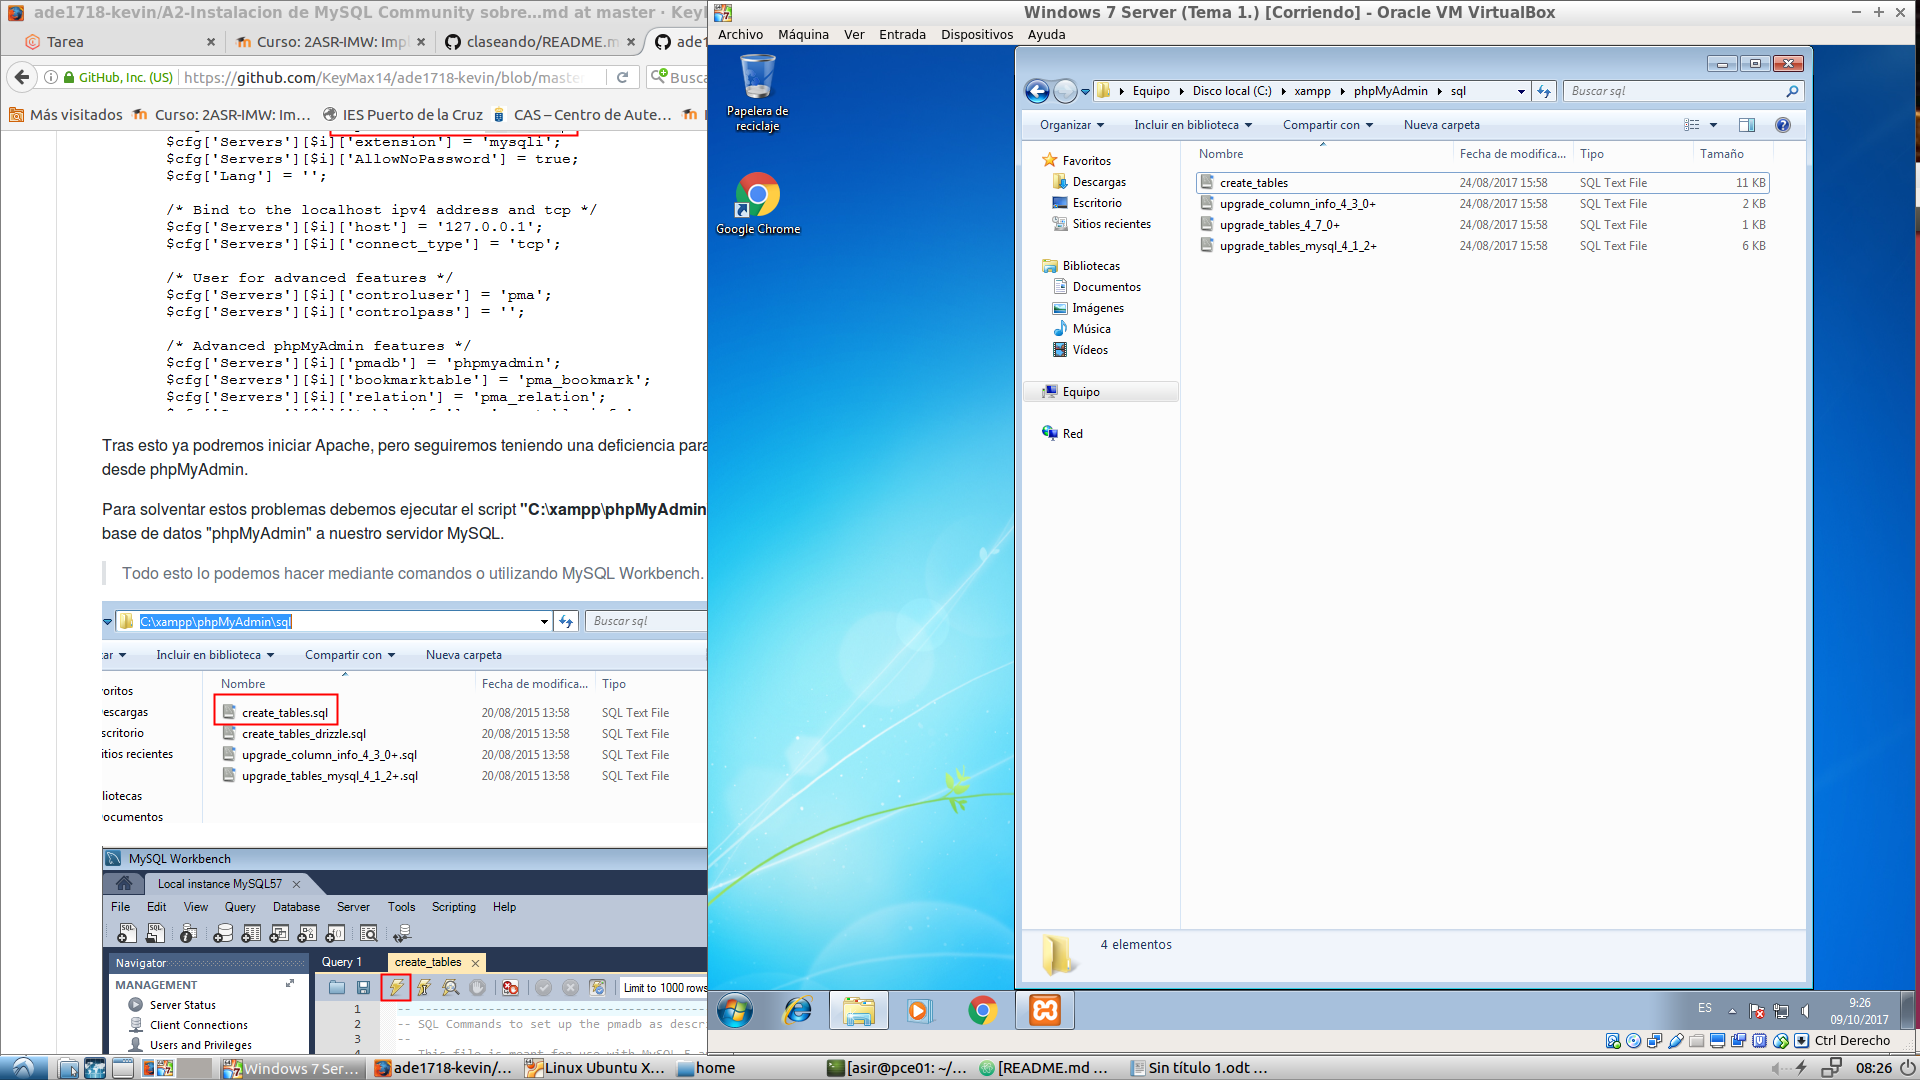 ade1718-kevin/A2-Instalacion de MySQL Community sobre...md at master · Key
Tarea
Curso: 2ASR-IMW: Impl
claseando/README.m
ade1
GitHub, Inc. (US)
https://github.com/KeyMax14/ade1718-kevin/blob/maste
Busca
Más visitados
Curso: 2ASR-IMW: Im...
IES Puerto de la Cruz
CAS – Centro de Aute...
$cfg['Servers'][$i]['extension'] = 'mysqli';
$cfg['Servers'][$i]['AllowNoPassword'] = true;
$cfg['Lang'] = '';
/* Bind to the localhost ipv4 address and tcp */
$cfg['Servers'][$i]['host'] = '127.0.0.1';
$cfg['Servers'][$i]['connect_type'] = 'tcp';
/* User for advanced features */
$cfg['Servers'][$i]['controluser'] = 'pma';
$cfg['Servers'][$i]['controlpass'] = '';
/* Advanced phpMyAdmin features */
$cfg['Servers'][$i]['pmadb'] = 'phpmyadmin';
$cfg['Servers'][$i]['bookmarktable'] = 'pma_bookmark';
$cfg['Servers'][$i]['relation'] = 'pma_relation';
Tras esto ya podremos iniciar Apache, pero seguiremos teniendo una deficiencia para
desde phpMyAdmin.
Para solventar estos problemas debemos ejecutar el script "C:\xampp\phpMyAdmin
base de datos "phpMyAdmin" a nuestro servidor MySQL.
Todo esto lo podemos hacer mediante comandos o utilizando MySQL Workbench.
C:\xampp\phpMyAdmin\sql
Buscar sql
zar
Incluir en biblioteca
Compartir con
Nueva carpeta
Nombre
Fecha de modifica...
Tipo
voritos
escargas
scritorio
itios recientes
liotecas
ocumentos
create_tables.sql 20/08/2015 13:58 SQL Text File
create_tables_drizzle.sql 20/08/2015 13:58 SQL Text File
upgrade_column_info_4_3_0+.sql 20/08/2015 13:58 SQL Text File
upgrade_tables_mysql_4_1_2+.sql 20/08/2015 13:58 SQL Text File
MySQL Workbench
Local instance MySQL57
File Edit View Query Database Server Tools Scripting Help
Navigator
MANAGEMENT
Server Status
Client Connections
Users and Privileges
Query 1
create_tables
Limit to 1000 rows
1 -- --------------------------------
2 -- SQL Commands to set up the pmadb as descri
3 --
4
Windows 7 Server (Tema 1.) [Corriendo] - Oracle VM VirtualBox
Archivo Máquina Ver Entrada Dispositivos Ayuda
Papelera de
reciclaje
Google Chrome
Equipo
Disco local (C:)
xampp
phpMyAdmin
sql
Buscar sql
Organizar
Incluir en biblioteca
Compartir con
Nueva carpeta
Favoritos
Descargas
Escritorio
Sitios recientes
Bibliotecas
Documentos
Imágenes
Música
Vídeos
Equipo
Red
Nombre Fecha de modifica... Tipo Tamaño
create_tables 24/08/2017 15:58 SQL Text File 11 KB
upgrade_column_info_4_3_0+ 24/08/2017 15:58 SQL Text File 2 KB
upgrade_tables_4_7_0+ 24/08/2017 15:58 SQL Text File 1 KB
upgrade_tables_mysql_4_1_2+ 24/08/2017 15:58 SQL Text File 6 KB
4 elementos
ES
9:26
09/10/2017
Ctrl Derecho
Windows 7 Ser...
ade1718-kevin/...
Linux Ubuntu X...
home
[asir@pce01: ~/...
[README.md ...
Sin título 1.odt ...
08:26